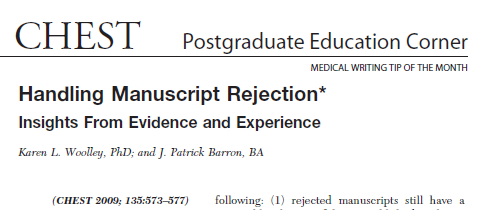 CHEST Postgraduate Education Corner
MEDICAL WRITING TIP OF THE MONTH
Handling Manuscript Rejection*
Insights From Evidence and Experience
Karen L. Woolley, PhD; and J. Patrick Barron, BA
(CHEST 2009; 135:573–577)
following: (1) rejected manuscripts still have a